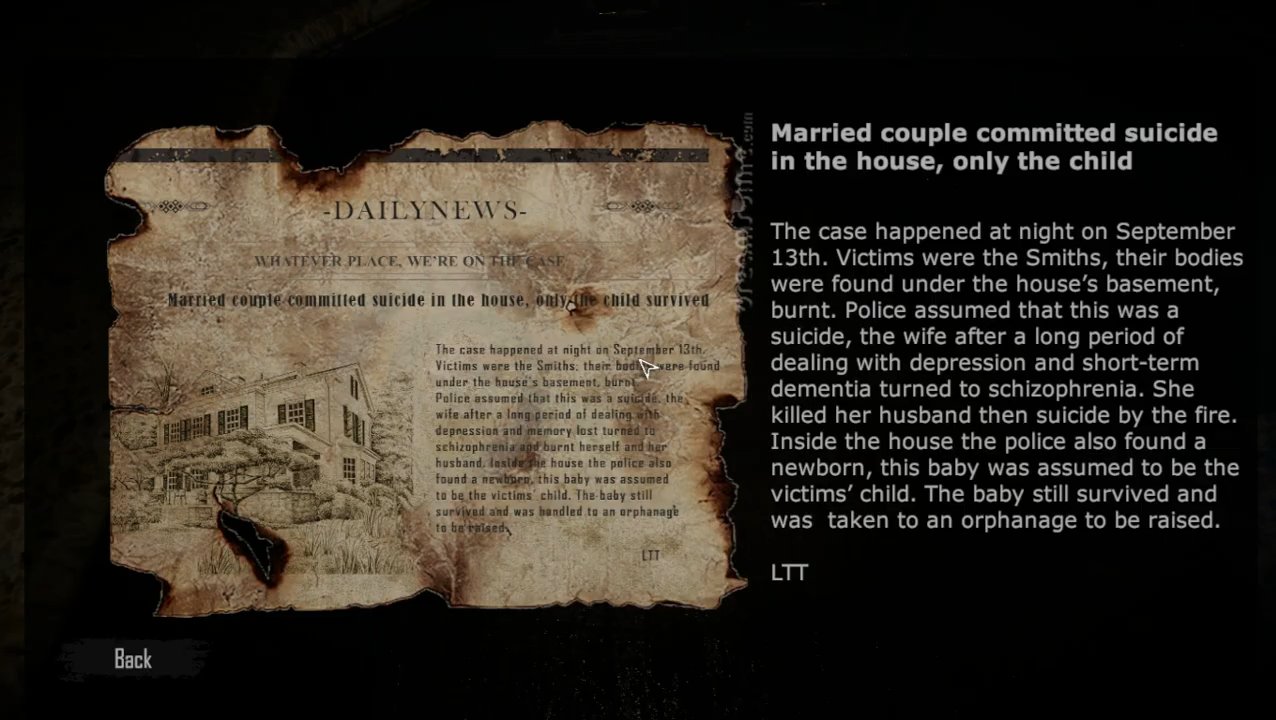 -DAILYNEWS-
WHATEVER PLACE, WE'RE ON THE CASE
Married couple committed suicide in the house, only the child survived
The case happened at night on September 13th.
Victims were the Smiths, their bodies were found
under the house's basement, burnt.
Police assumed that this was a suicide, the
wife after a long period of dealing with
depression and memory lost turned to
schizophrenia and burnt herself and her
husband. Inside the house the police also
found a newborn, this baby was assumed
to be the victims' child. The baby still
survived and was handled to an orphanage
to be raised.
LTT
Married couple committed suicide
in the house, only the child
The case happened at night on September
13th. Victims were the Smiths, their bodies
were found under the house's basement,
burnt. Police assumed that this was a
suicide, the wife after a long period of
dealing with depression and short-term
dementia turned to schizophrenia. She
killed her husband then suicide by the fire.
Inside the house the police also found a
newborn, this baby was assumed to be the
victims' child. The baby still survived and
was  taken to an orphanage to be raised.
LTT
Back